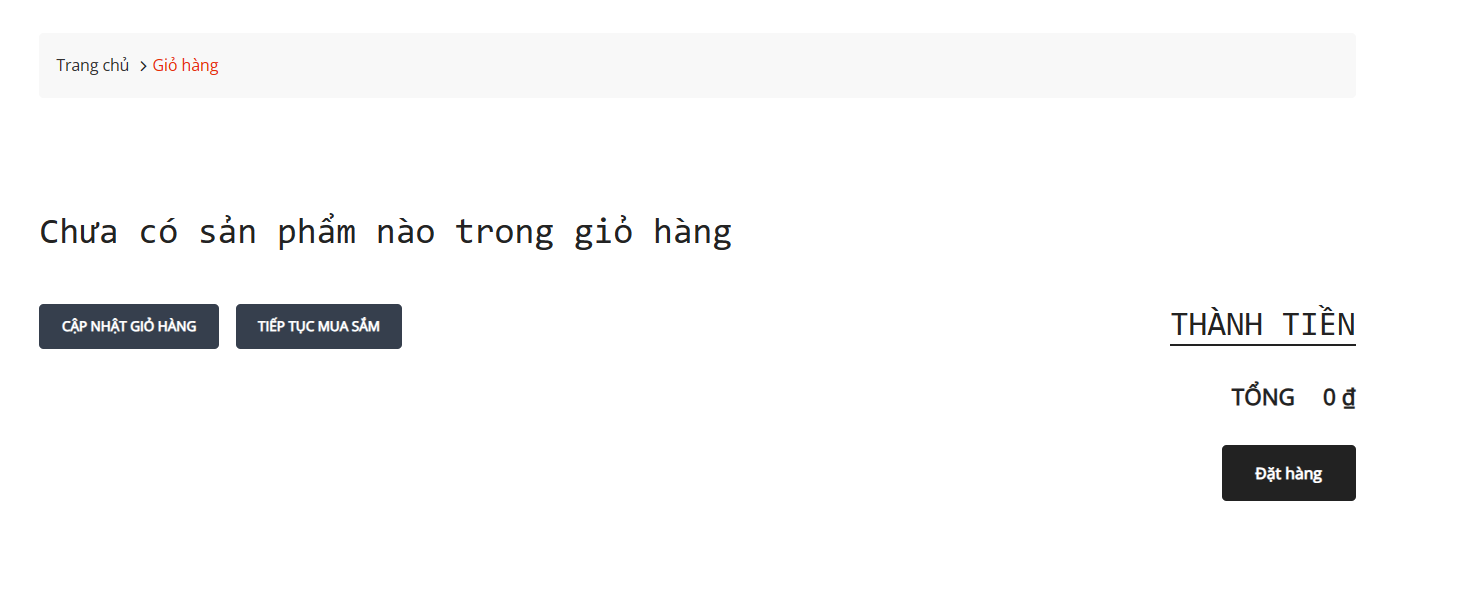 Trang chủ > Giỏ hàng
Chưa có sản phẩm nào trong giỏ hàng
CẬP NHẬT GIỎ HÀNG TIẾP TỤC MUA SẮM
THÀNH TIỀN
TỔNG 0 ₫
Đặt hàng